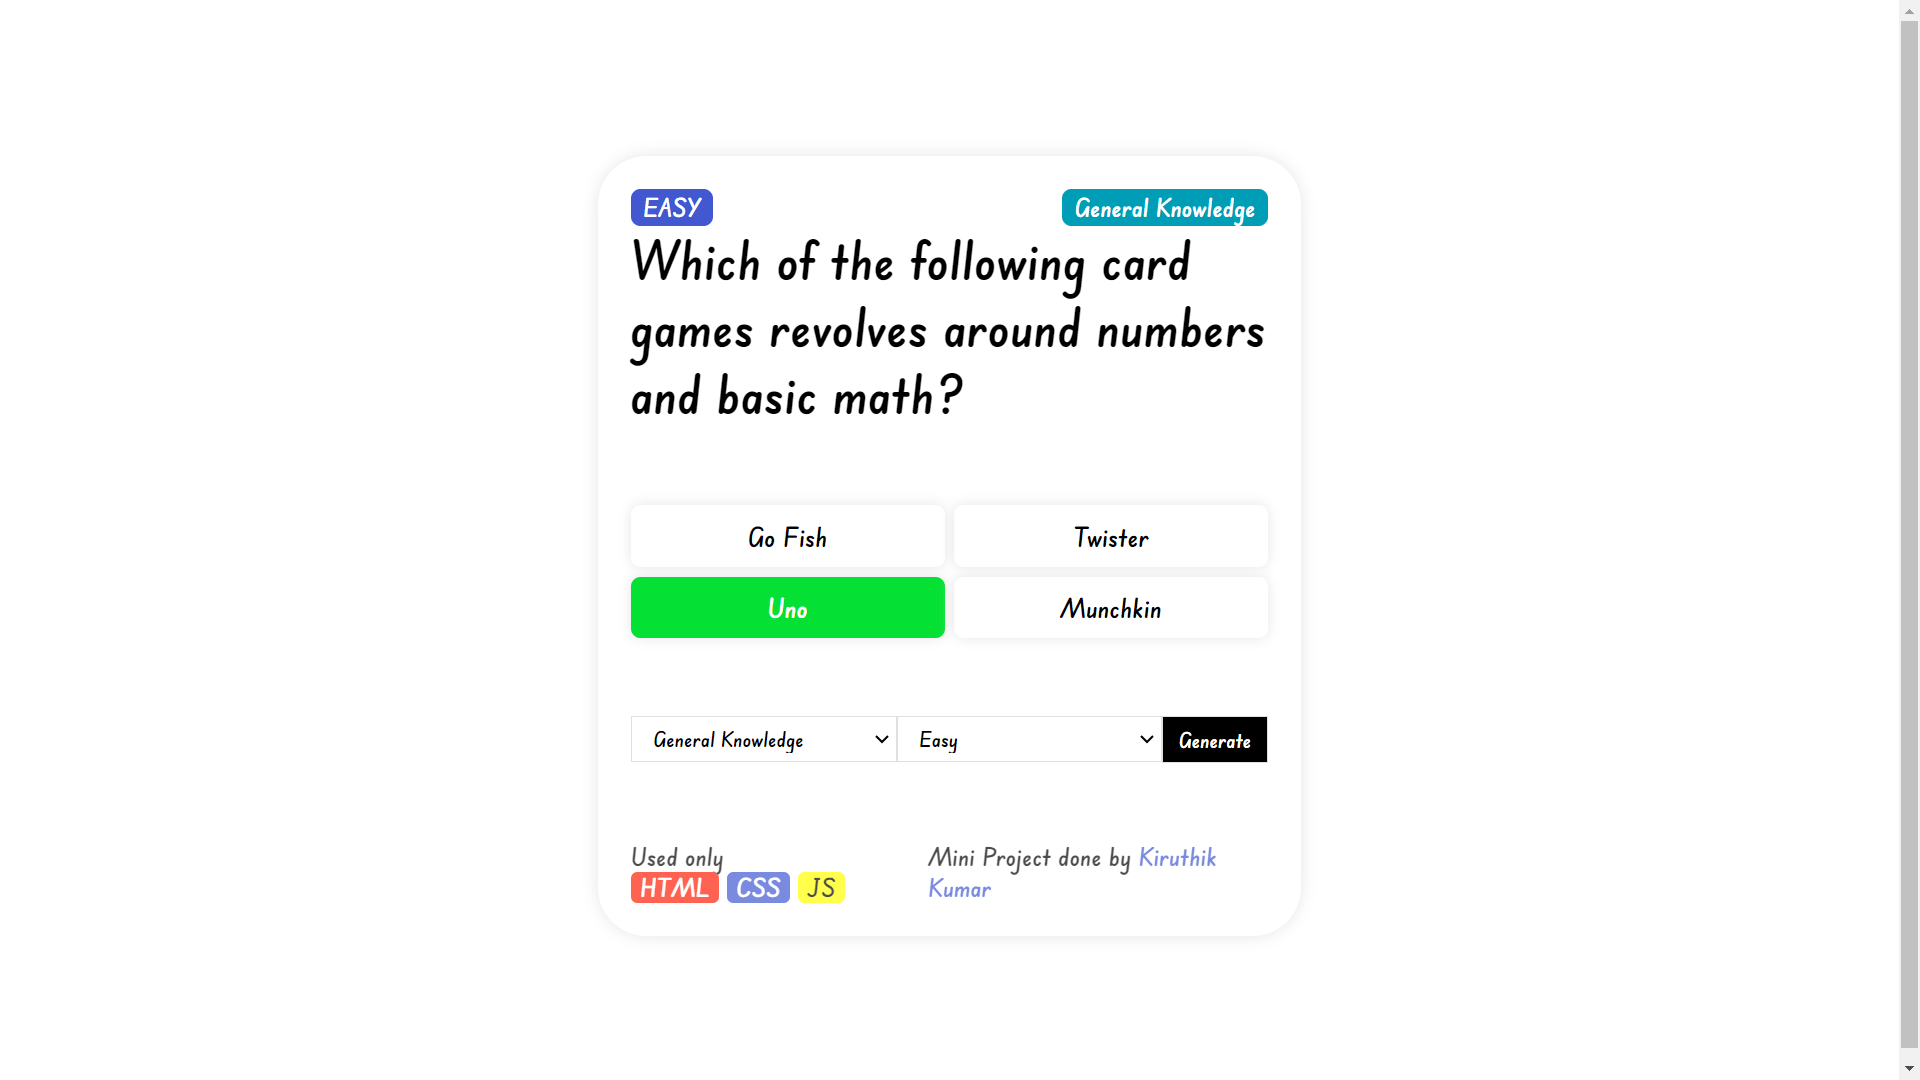 EASY
General Knowledge
Which of the following card
games revolves around numbers
and basic math?
Go Fish
Twister
Uno
Munchkin
General Knowledge
Easy
Generate
Used only
HTML CSS JS
Mini Project done by Kiruthik
Kumar